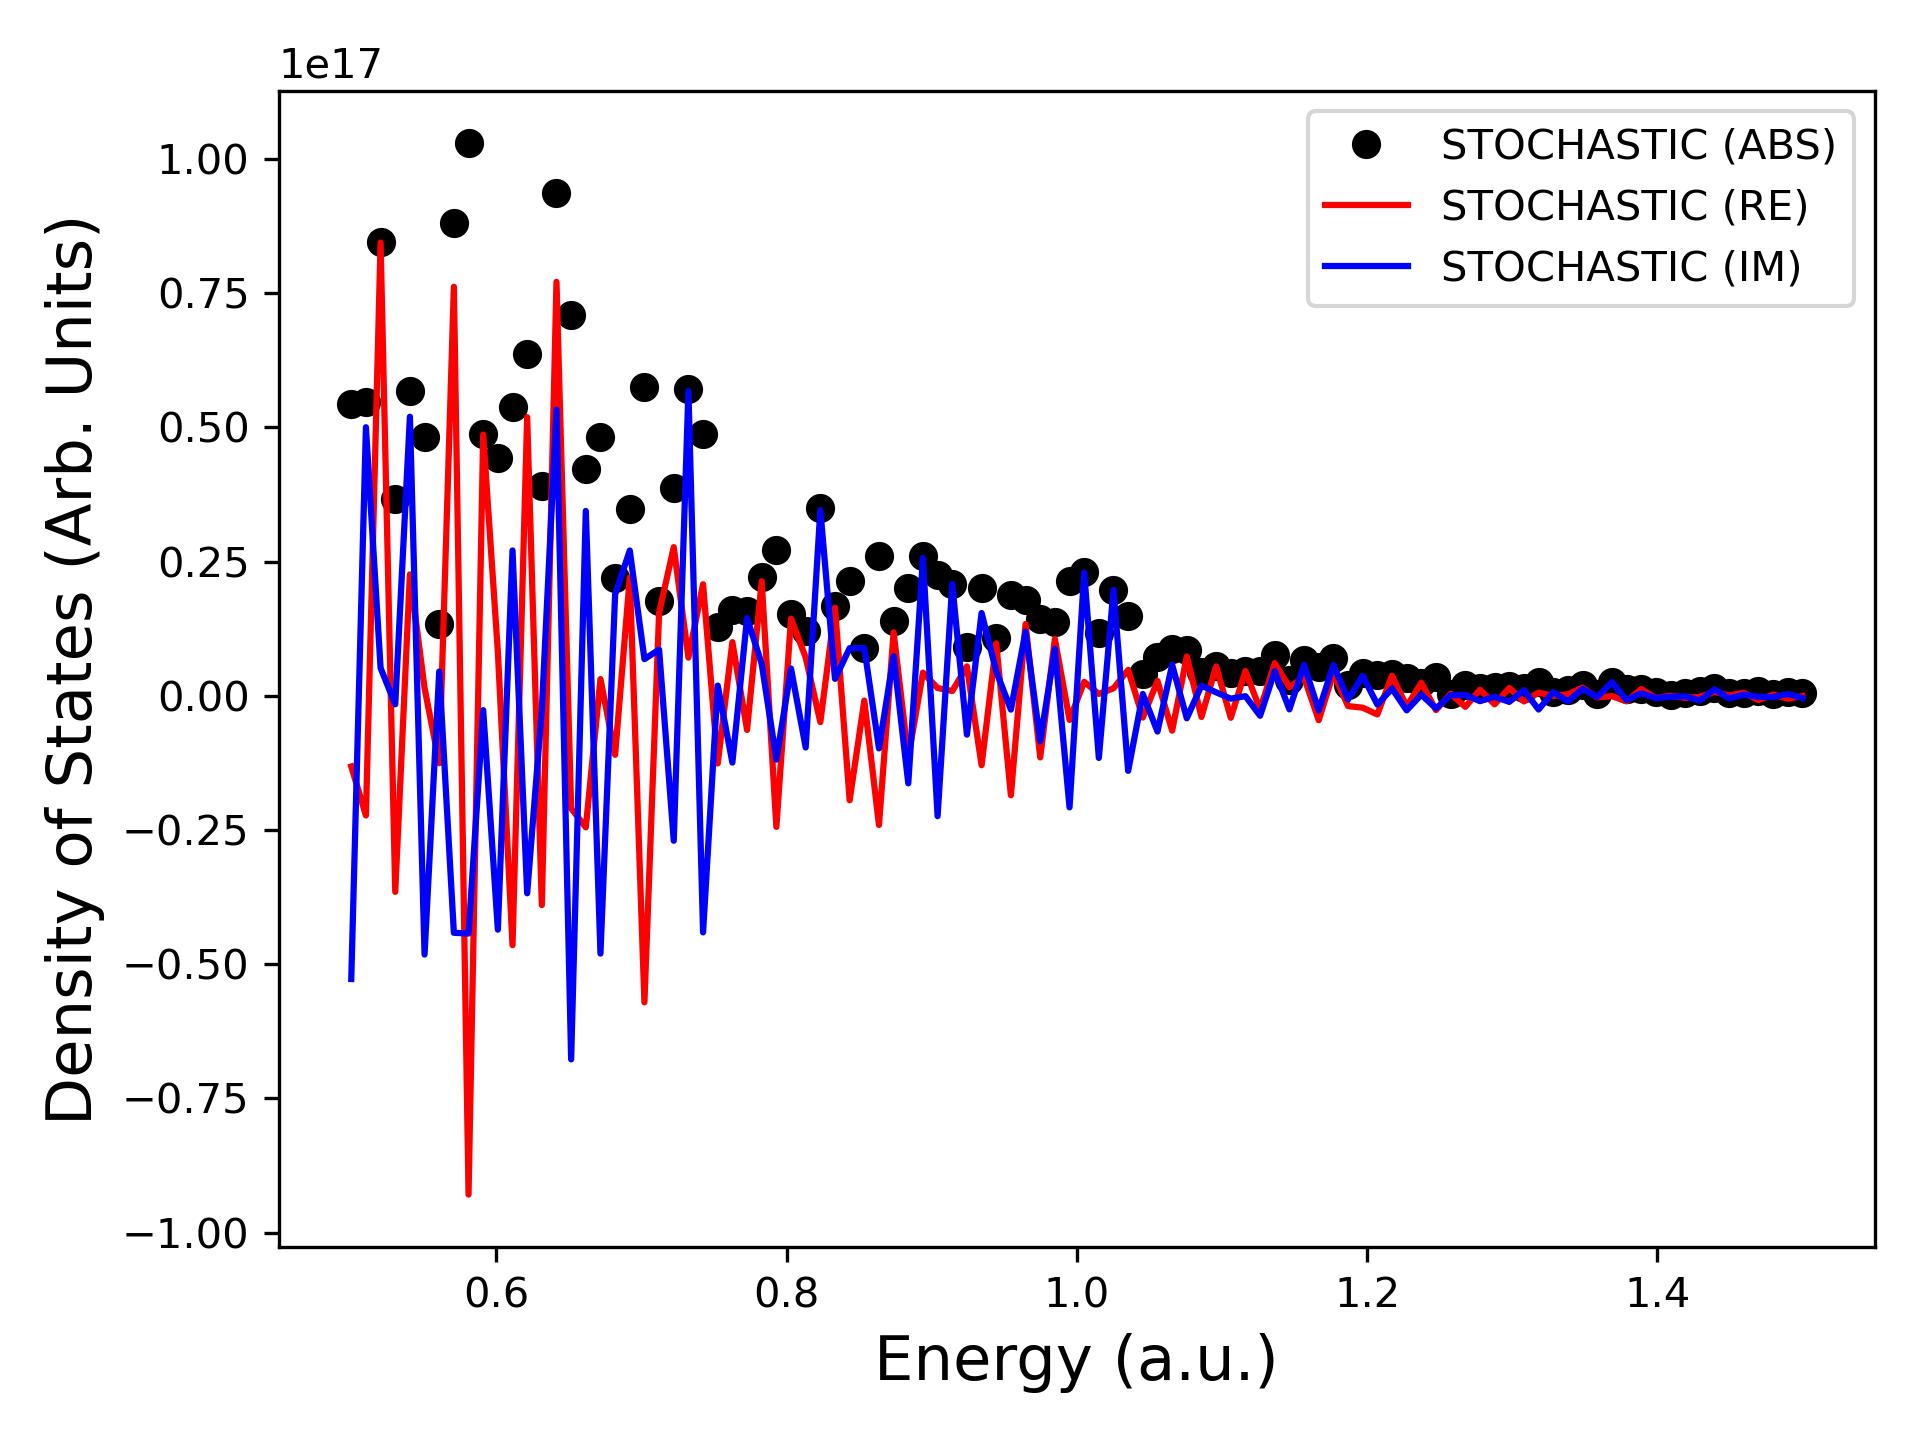 1e17
1.00
0.75
0.50
0.25
0.00
−0.25
−0.50
−0.75
−1.00
Density of States (Arb. Units)
STOCHASTIC (ABS)
STOCHASTIC (RE)
STOCHASTIC (IM)
0.6 0.8 1.0 1.2 1.4
Energy (a.u.)